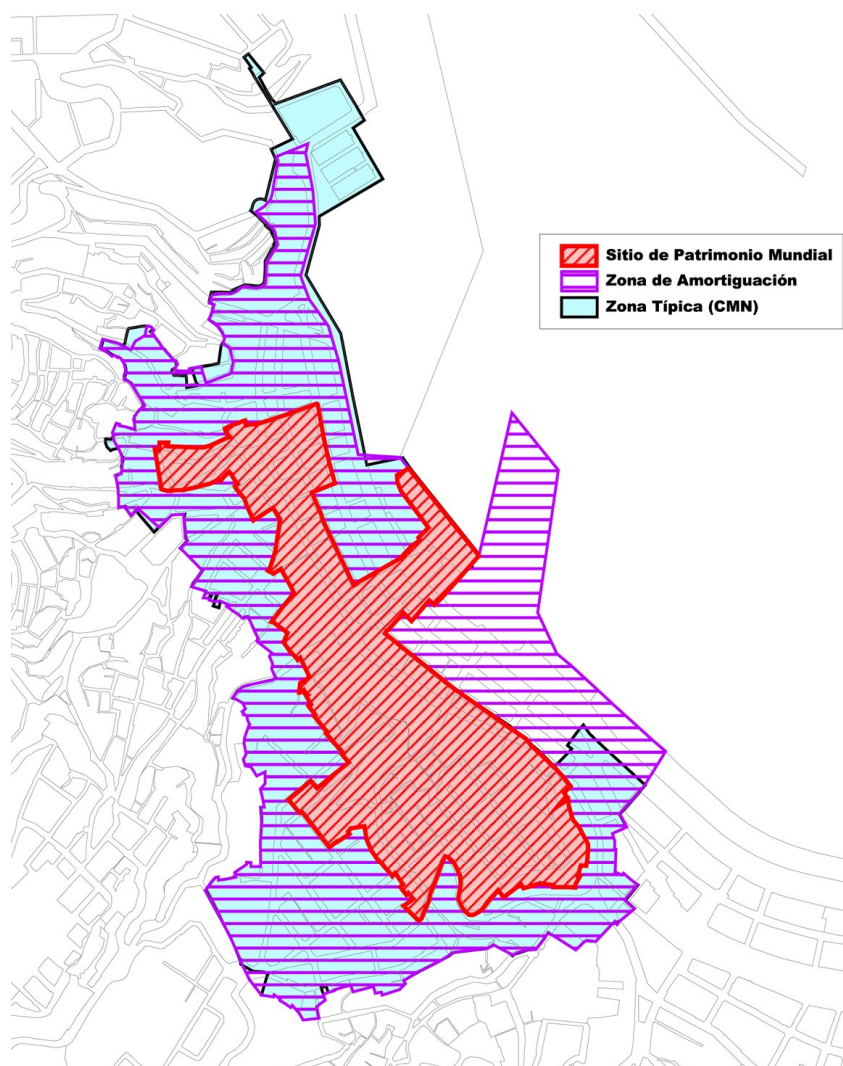 Sitio de Patrimonio Mundial
Zona de Amortiguación
Zona Típica (CMN)